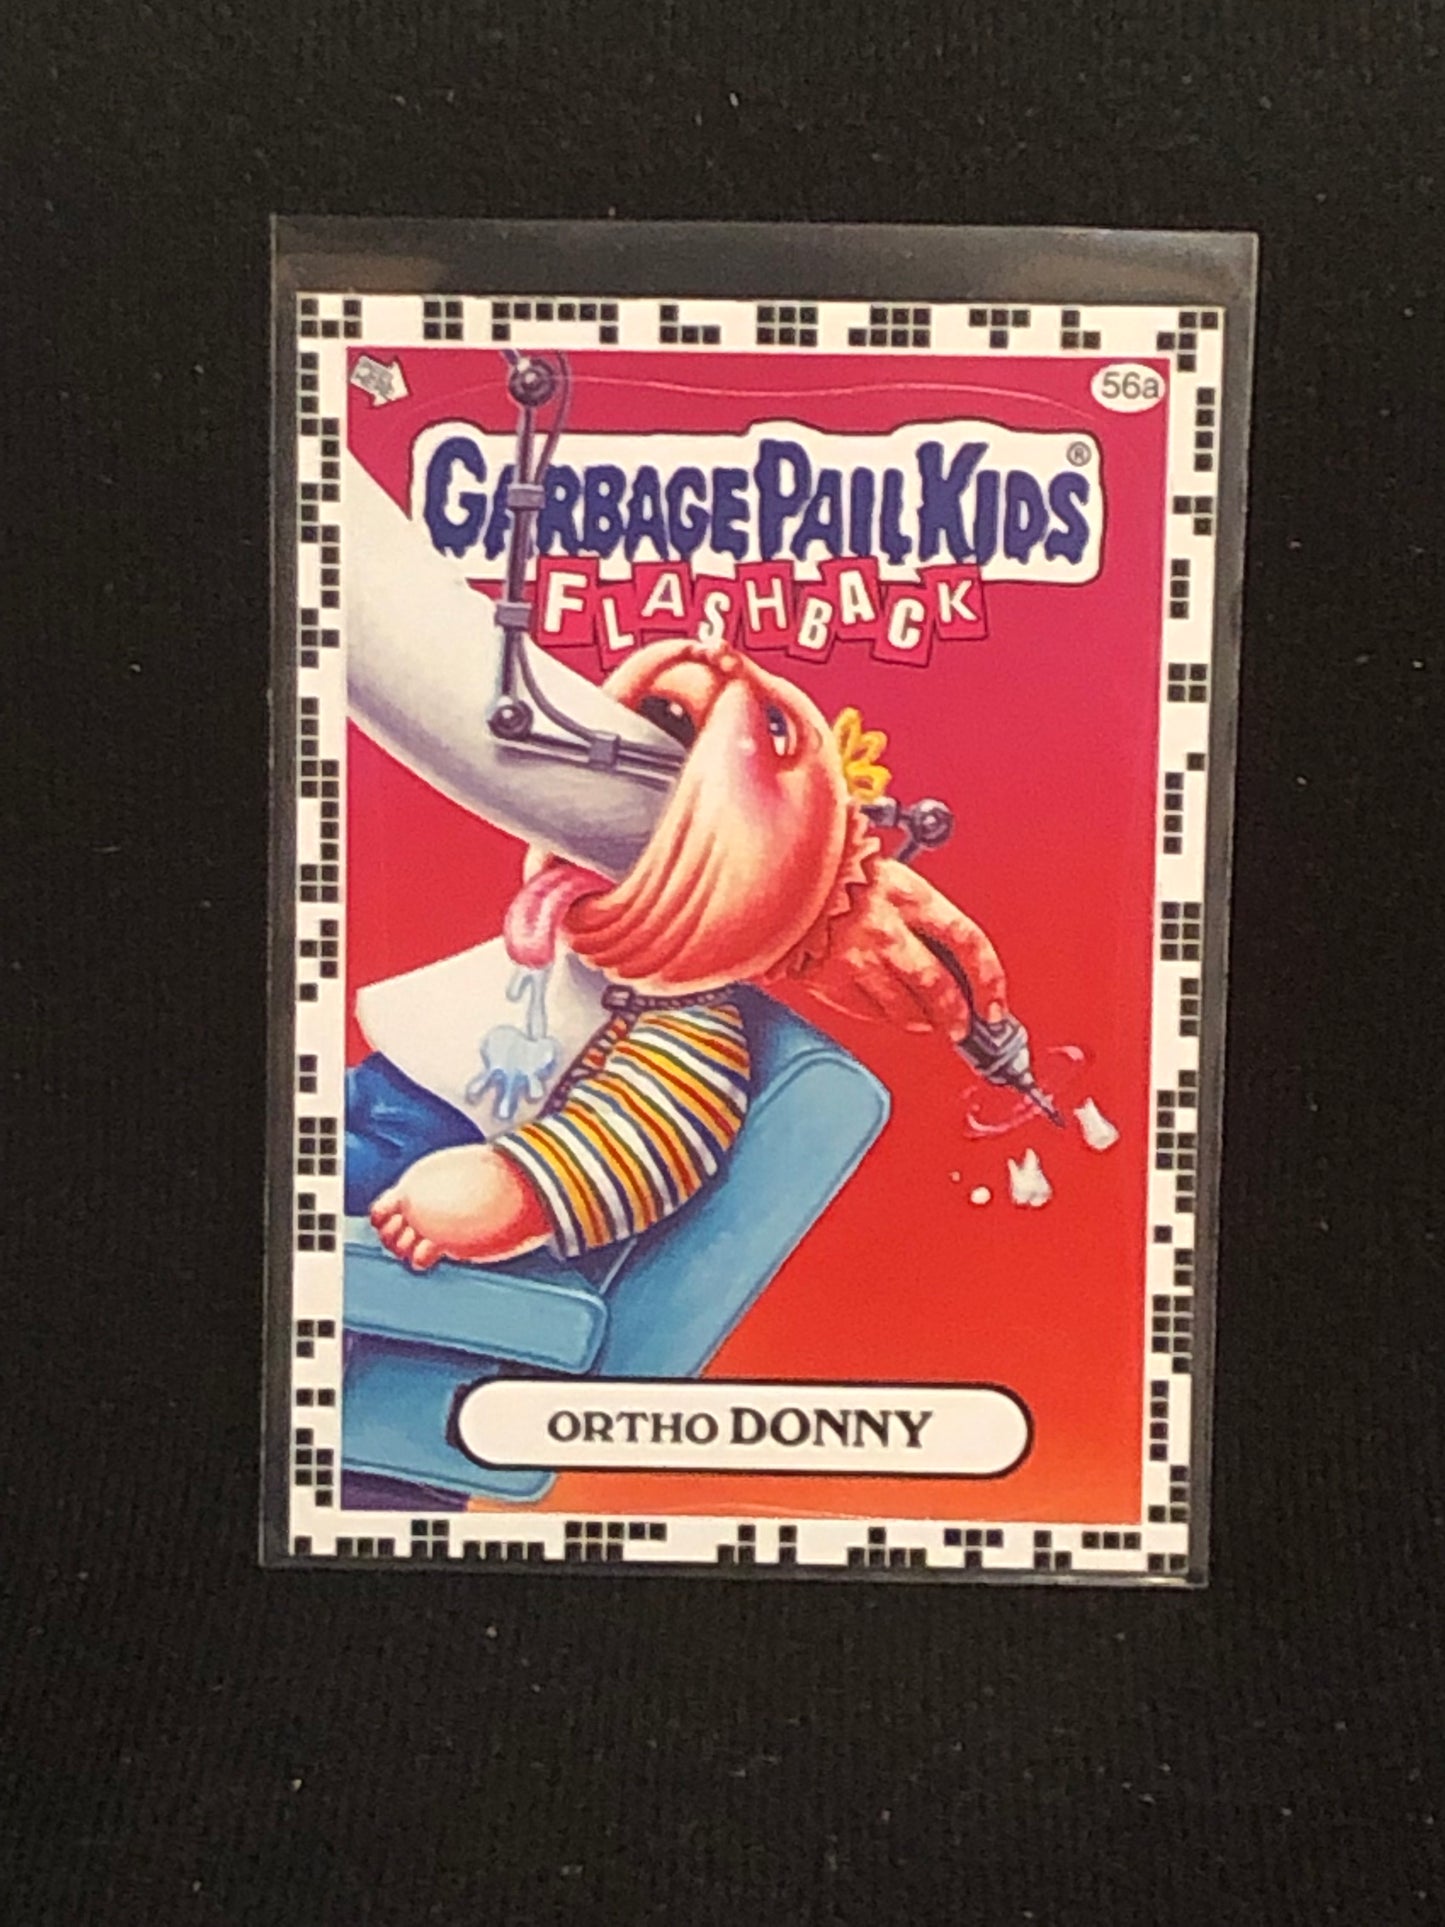 56a
GARBAGE PAIL KIDS®
FLASHBACK
ORTHO DONNY